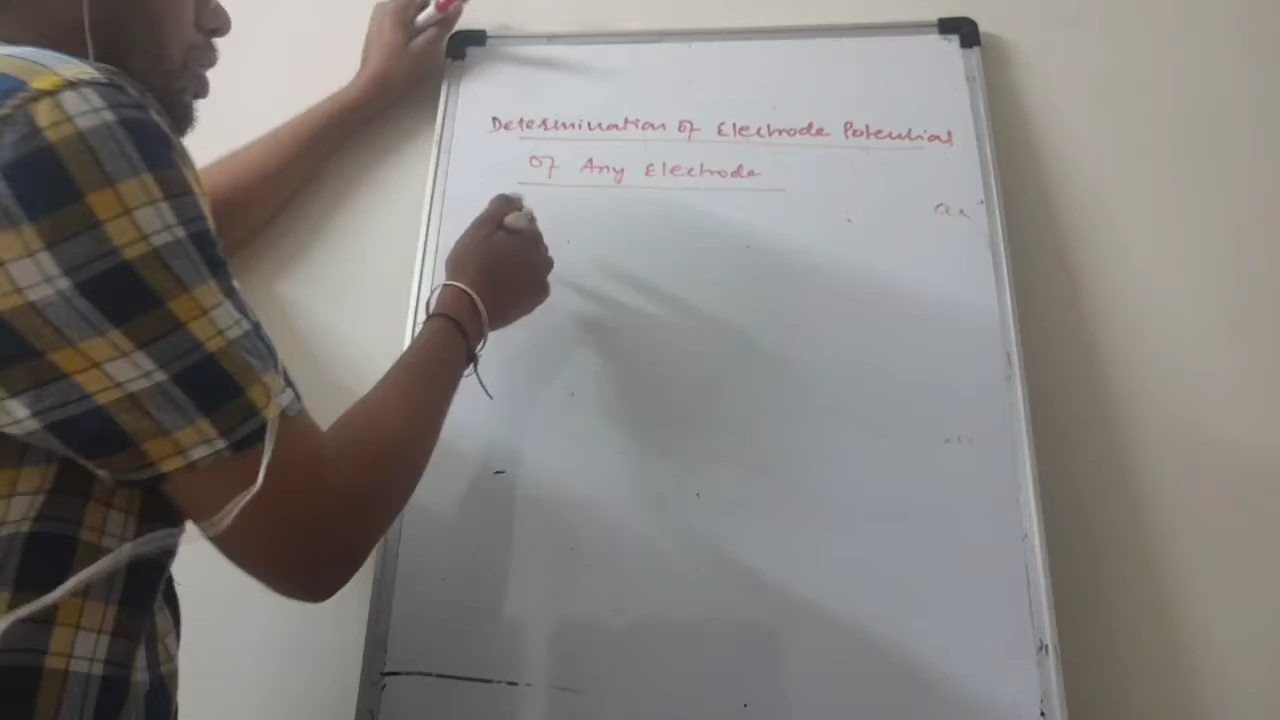 Determination of Electrode Potential
of Any Electrode